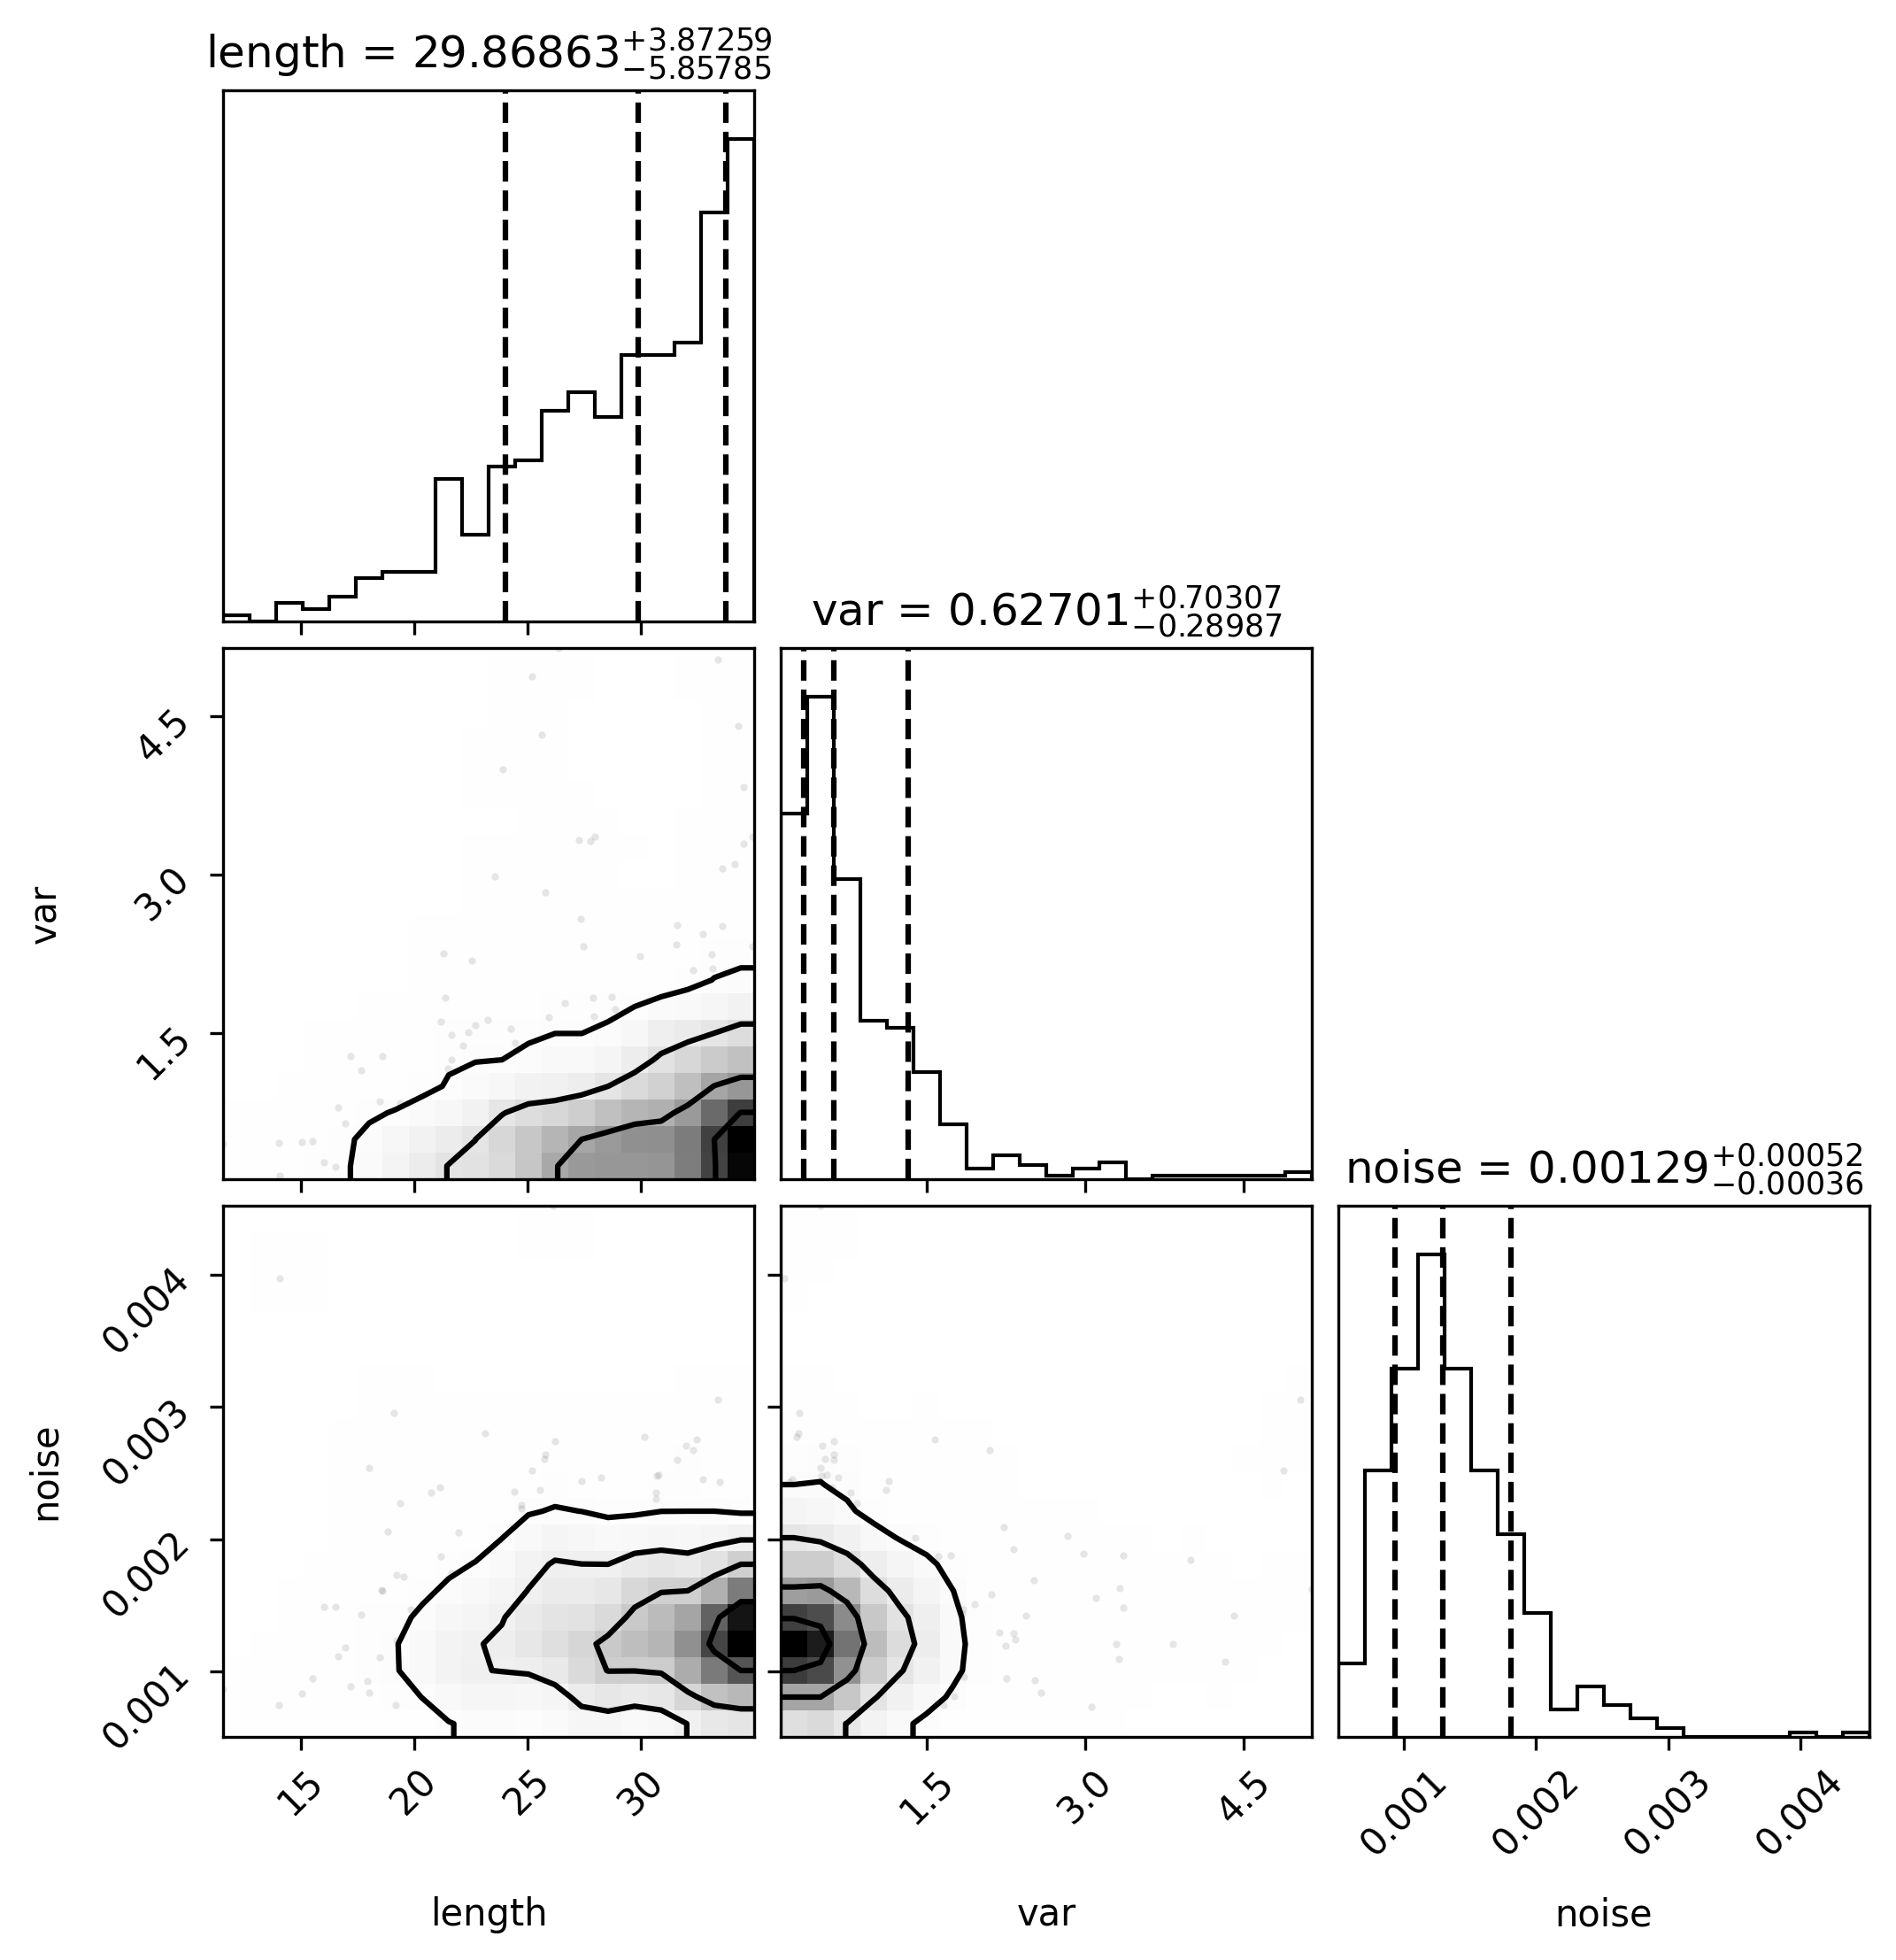 length = 29.86863+3.87259−5.85785
var = 0.62701+0.70307−0.28987
4.5
3.0
1.5
var
noise = 0.00129+0.00052−0.00036
0.004
0.003
0.002
0.001
noise
15 20 25 30 1.5 3.0 4.5 0.001 0.002 0.003 0.004
length var noise